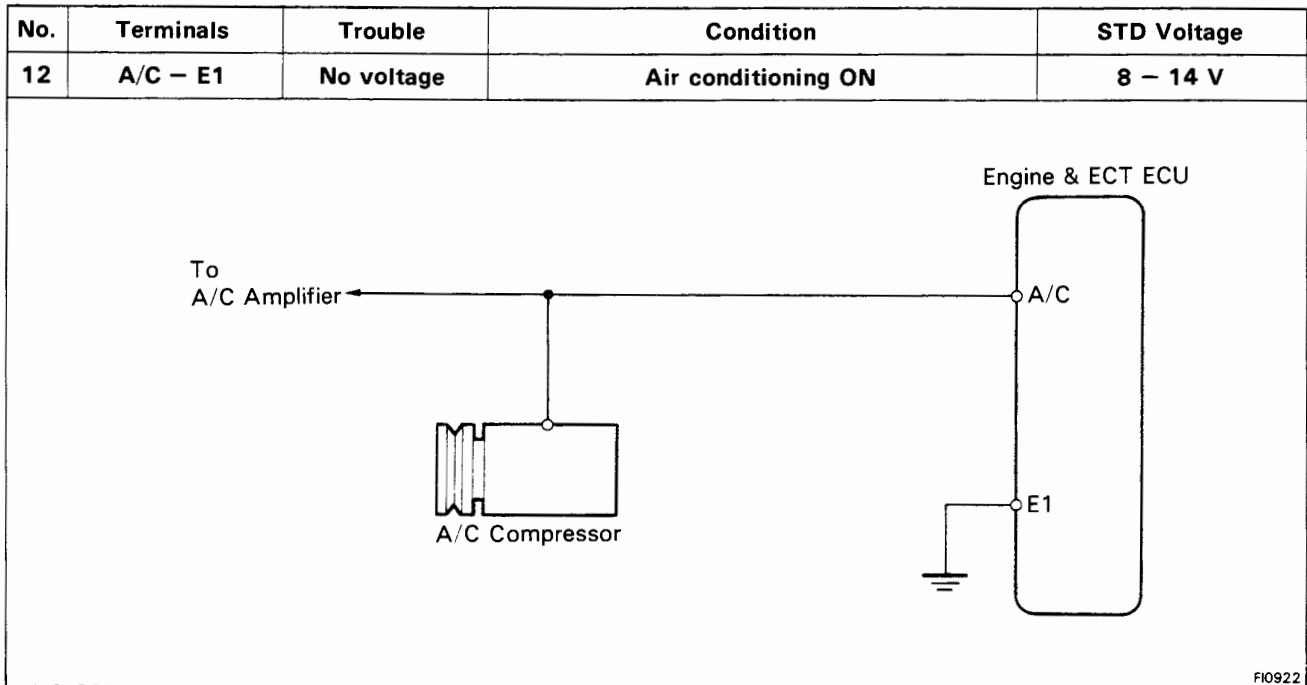 No. Terminals Trouble Condition STD Voltage
12 A/C – E1 No voltage Air conditioning ON 8 – 14 V
Engine & ECT ECU
To
A/C Amplifier
A/C
E1
A/C Compressor
FI0922